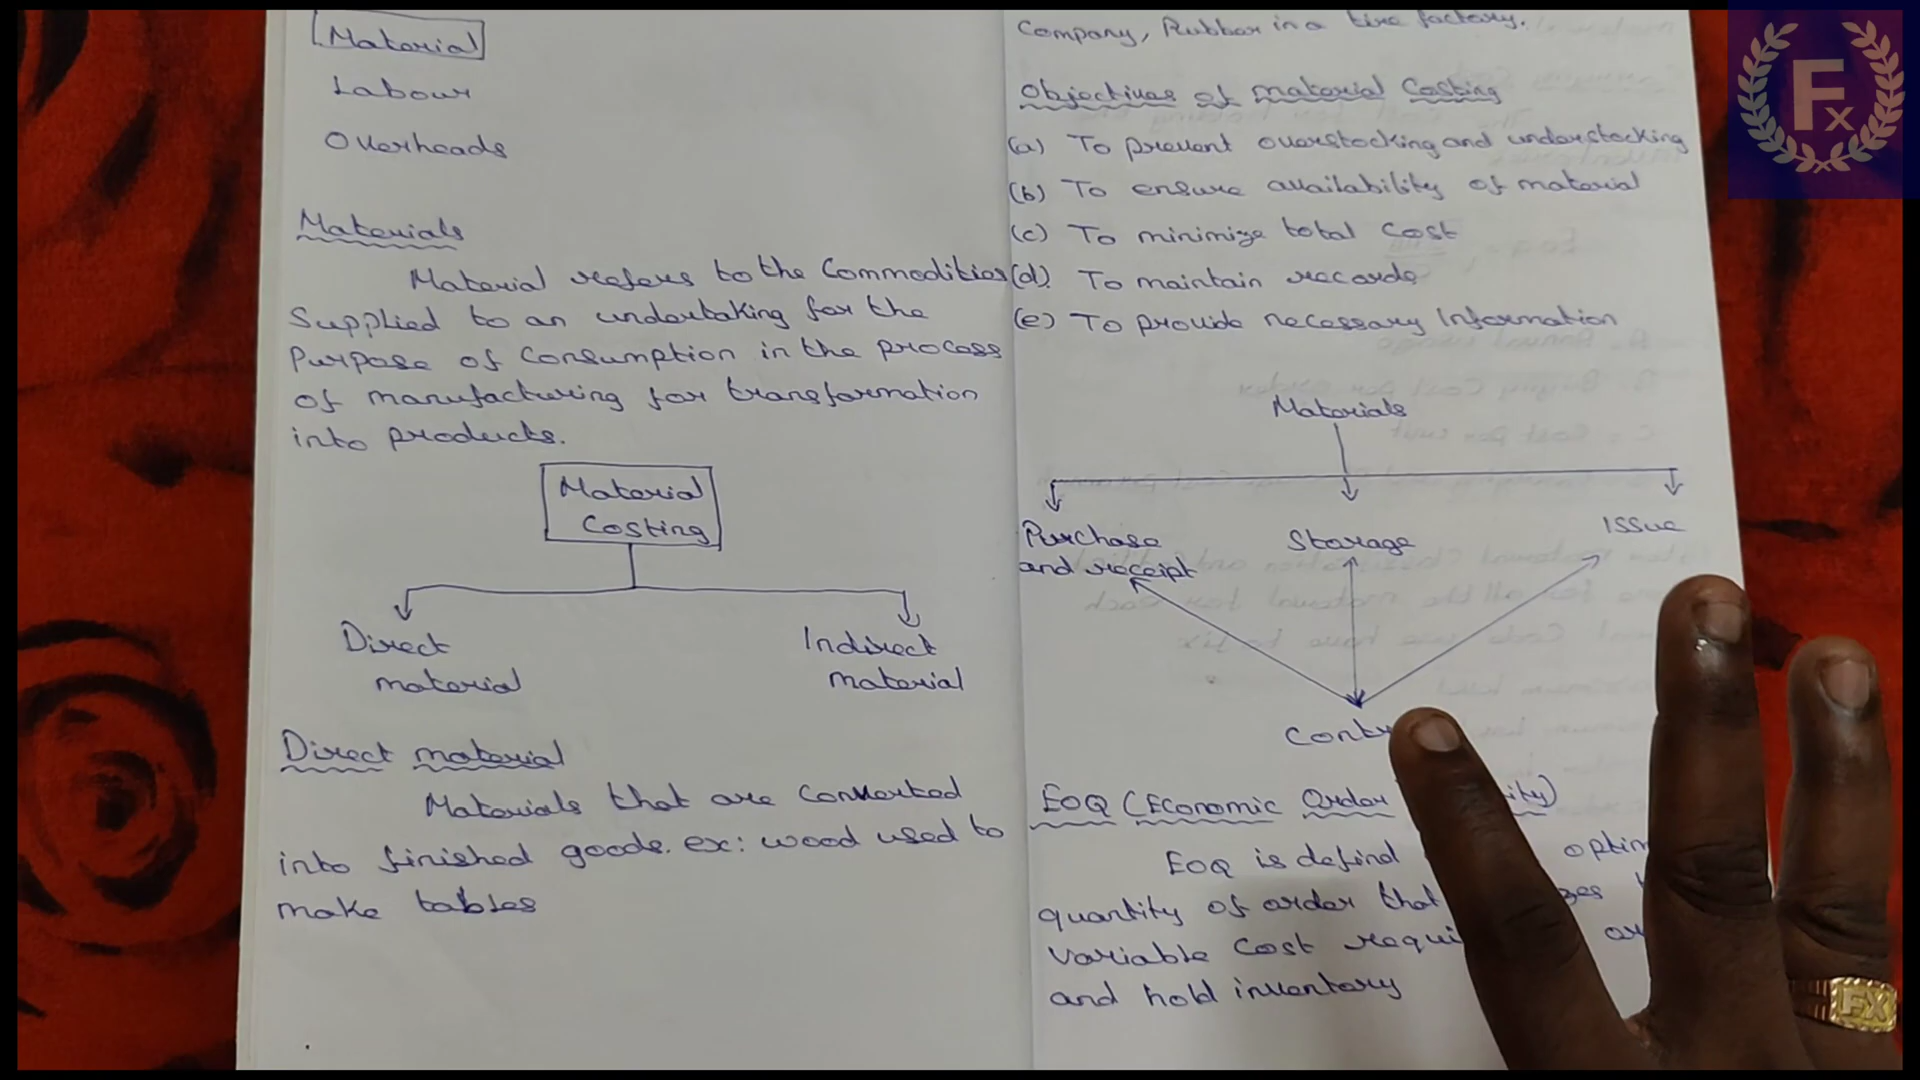 Material
Labour
Overheads
Materials
Material refers to the Commodities
Supplied to an undertaking for the
Purpose of Consumption in the process
of manufacturing for transformation
into products.
Material
Costing
Direct
material
Indirect
material
Direct material
Materials that are converted
into finished goods. ex: wood used to
make tables
Company, Rubber in a tire factory.
Objectives of material Costing
(a) To prevent overstocking and understocking
(b) To ensure availability of material
(c) To minimize total Cost
(d) To maintain records
(e) To provide necessary Information
Materials
Purchase
and receipt
Storage
Issue
EOQ (Economic Order
EOQ is defind
quantity of order that
variable Cost
and hold inventory
Fx
FX